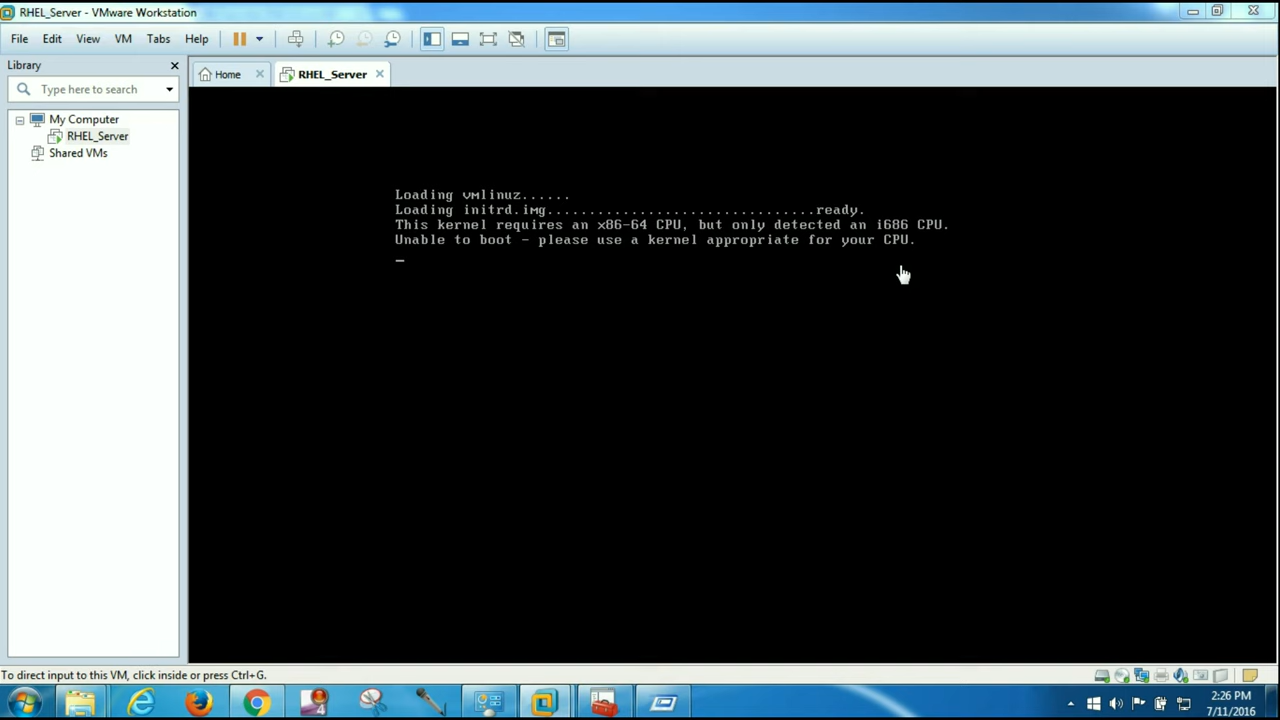 RHEL_Server - VMware Workstation
File Edit View VM Tabs Help
Library
Type here to search
My Computer
RHEL_Server
Shared VMs
Home
RHEL_Server
Loading vmlinuz......
Loading initrd.img................................ready.
This kernel requires an x86-64 CPU, but only detected an i686 CPU.
Unable to boot - please use a kernel appropriate for your CPU.
_
To direct input to this VM, click inside or press Ctrl+G.
4
2:26 PM
7/11/2016